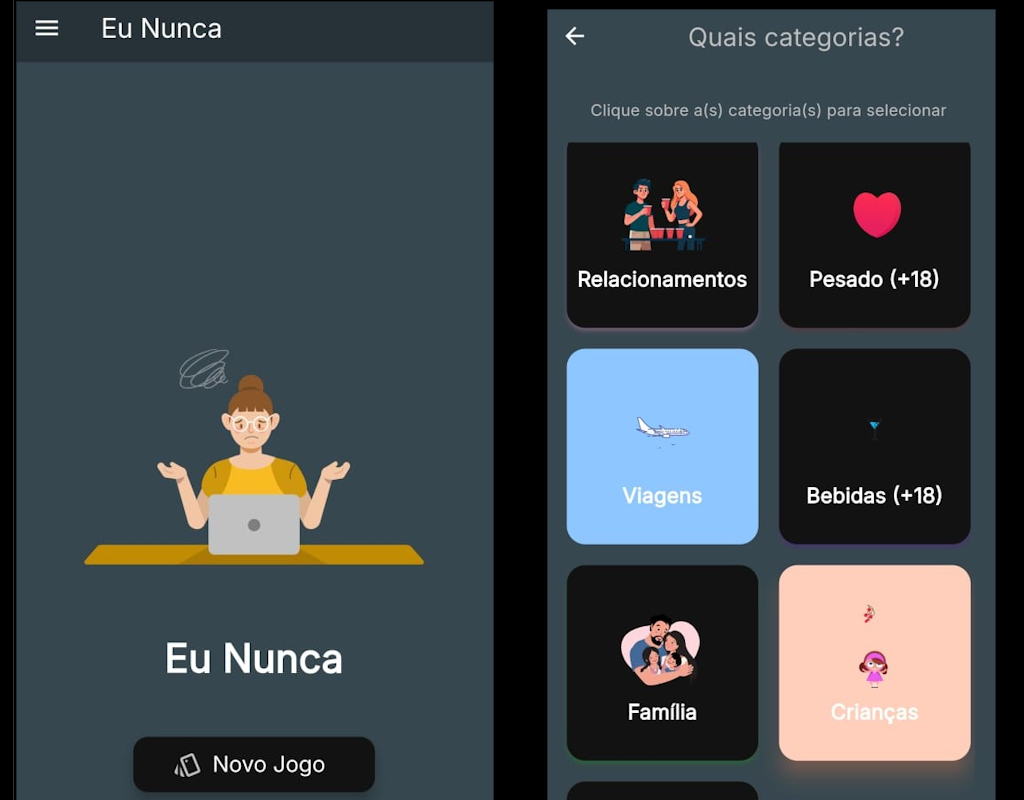 Eu Nunca
Eu Nunca
Novo Jogo
Quais categorias?
Clique sobre a(s) categoria(s) para selecionar
Relacionamentos
Pesado (+18)
Viagens
Bebidas (+18)
Família
Crianças